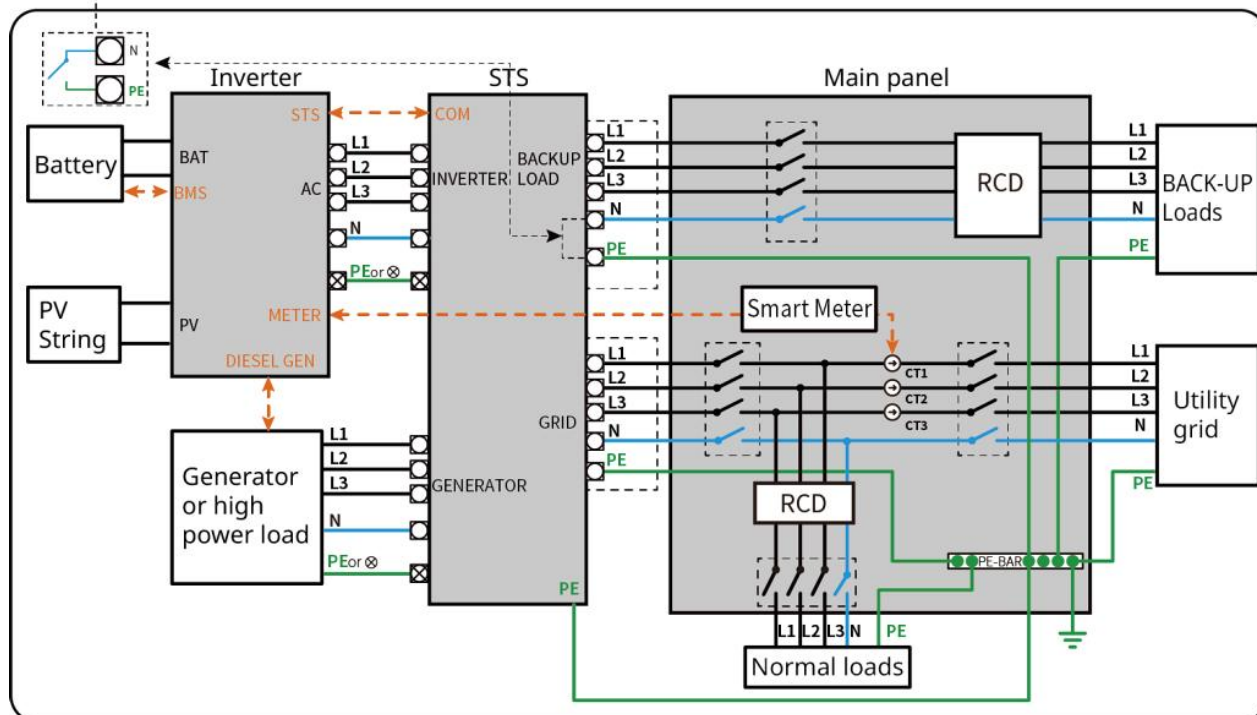 N
PE
Inverter
STS
Main panel
Battery
BAT
BMS
PV
String
PV
STS
AC
METER
DIESEL GEN
L1
L2
L3
N
PEor ⊗
COM
INVERTER
BACKUP
LOAD
GRID
GENERATOR
PE
Generator
or high
power load
L1
L2
L3
N
PEor ⊗
L1
L2
L3
N
PE
RCD
L1
L2
L3
N
PE
BACK-UP
Loads
Smart Meter
L1
L2
L3
N
PE
CT1
CT2
CT3
L1
L2
L3
N
PE
Utility
grid
RCD
PE-BAR
L1 L2 L3 N PE
Normal loads